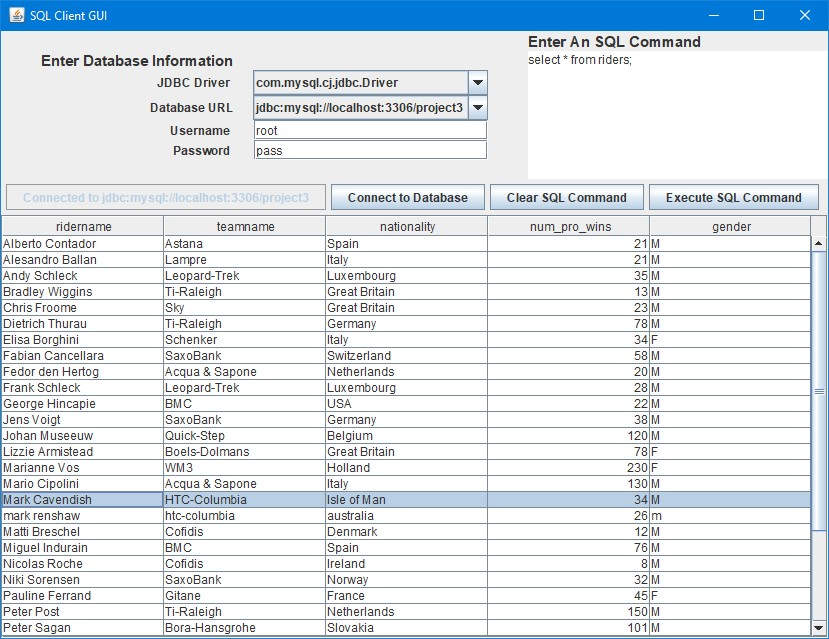 SQL Client GUI
Enter Database Information
JDBC Driver com.mysql.cj.jdbc.Driver
Database URL jdbc:mysql://localhost:3306/project3
Username root
Password pass
Enter An SQL Command
select * from riders;
Connected to jdbc:mysql://localhost:3306/project3 Connect to Database Clear SQL Command Execute SQL Command
ridername teamname nationality num_pro_wins gender
Alberto Contador Astana Spain 21 M
Alesandro Ballan Lampre Italy 21 M
Andy Schleck Leopard-Trek Luxembourg 35 M
Bradley Wiggins Ti-Raleigh Great Britain 13 M
Chris Froome Sky Great Britain 23 M
Dietrich Thurau Ti-Raleigh Germany 78 M
Elisa Borghini Schenker Italy 34 F
Fabian Cancellara SaxoBank Switzerland 58 M
Fedor den Hertog Acqua & Sapone Netherlands 20 M
Frank Schleck Leopard-Trek Luxembourg 28 M
George Hincapie BMC USA 22 M
Jens Voigt SaxoBank Germany 38 M
Johan Museeuw Quick-Step Belgium 120 M
Lizzie Armistead Boels-Dolmans Great Britain 78 F
Marianne Vos WM3 Holland 230 F
Mario Cipolini Acqua & Sapone Italy 130 M
Mark Cavendish HTC-Columbia Isle of Man 34 M
mark renshaw htc-columbia australia 26 m
Matti Breschel Cofidis Denmark 12 M
Miguel Indurain BMC Spain 76 M
Nicolas Roche Cofidis Ireland 8 M
Niki Sorensen SaxoBank Norway 32 M
Pauline Ferrand Gitane France 45 F
Peter Post Ti-Raleigh Netherlands 150 M
Peter Sagan Bora-Hansgrohe Slovakia 101 M